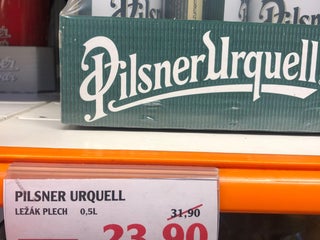 Pilsner Urquell
PILSNER URQUELL
LEŽÁK PLECH 0,5L
31,90
23,90